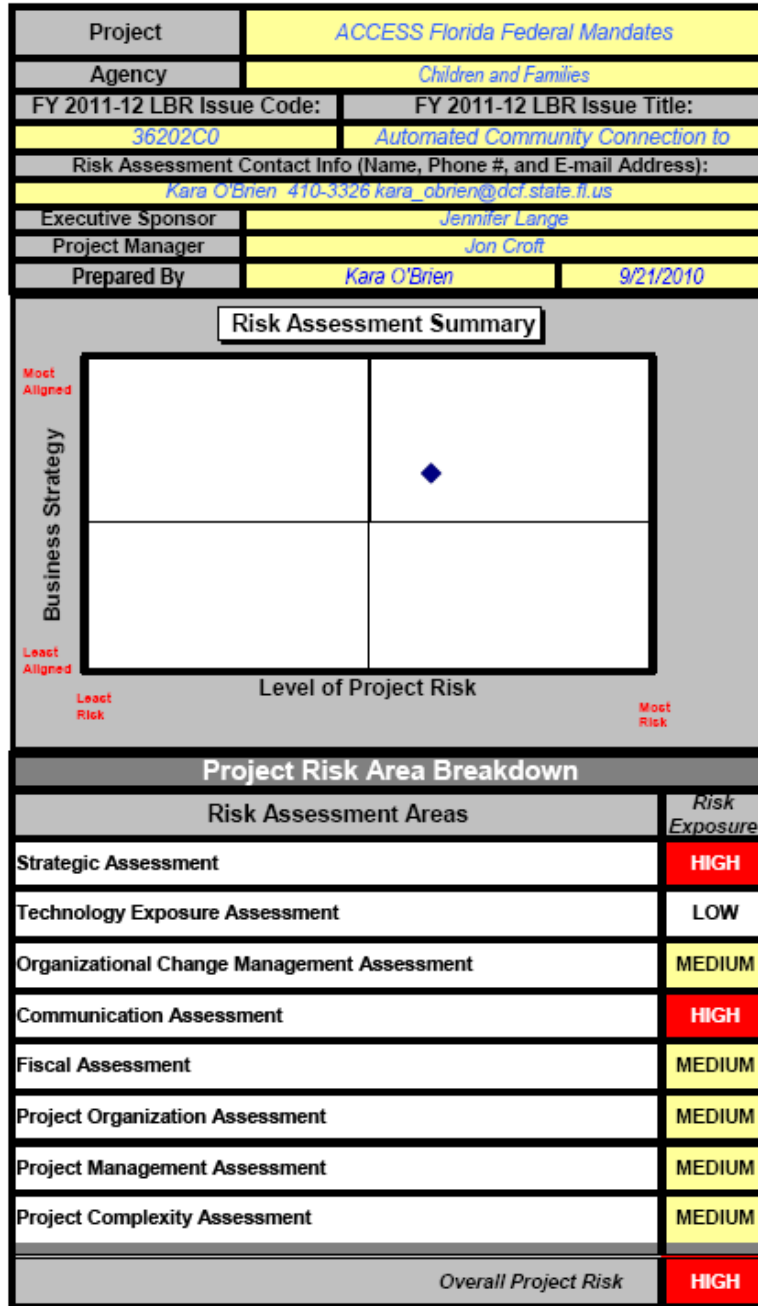 Project ACCESS Florida Federal Mandates
Agency Children and Families
FY 2011-12 LBR Issue Code: FY 2011-12 LBR Issue Title:
36202C0 Automated Community Connection to
Risk Assessment Contact Info (Name, Phone #, and E-mail Address):
Kara O'Brien 410-3326 kara_obrien@dcf.state.fl.us
Executive Sponsor Jennifer Lange
Project Manager Jon Croft
Prepared By Kara O'Brien 9/21/2010
Risk Assessment Summary
Most
Aligned
Business Strategy
Least
Aligned
Level of Project Risk
Least
Risk
Most
Risk
Project Risk Area Breakdown
Risk Assessment Areas Risk
Exposure
Strategic Assessment HIGH
Technology Exposure Assessment LOW
Organizational Change Management Assessment MEDIUM
Communication Assessment HIGH
Fiscal Assessment MEDIUM
Project Organization Assessment MEDIUM
Project Management Assessment MEDIUM
Project Complexity Assessment MEDIUM
Overall Project Risk HIGH